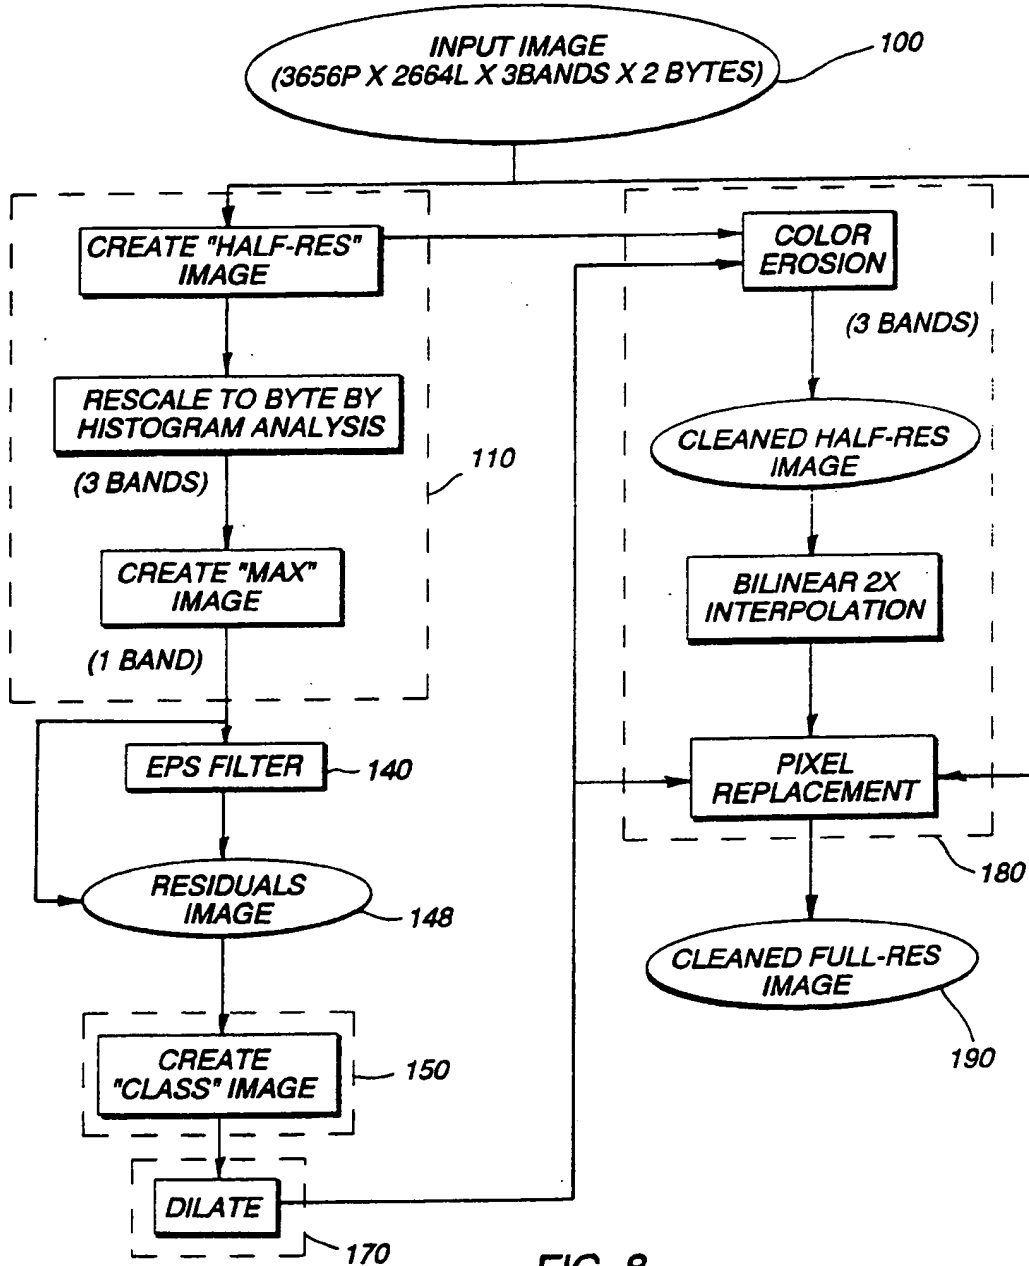 INPUT IMAGE
(3656P X 2664L X 3BANDS X 2 BYTES)
100
CREATE "HALF-RES"
IMAGE
RESCALE TO BYTE BY
HISTOGRAM ANALYSIS
(3 BANDS)
110
CREATE "MAX"
IMAGE
(1 BAND)
EPS FILTER
140
RESIDUALS
IMAGE
148
CREATE
"CLASS" IMAGE
150
DILATE
170
COLOR
EROSION
(3 BANDS)
CLEANED HALF-RES
IMAGE
BILINEAR 2X
INTERPOLATION
PIXEL
REPLACEMENT
180
CLEANED FULL-RES
IMAGE
190